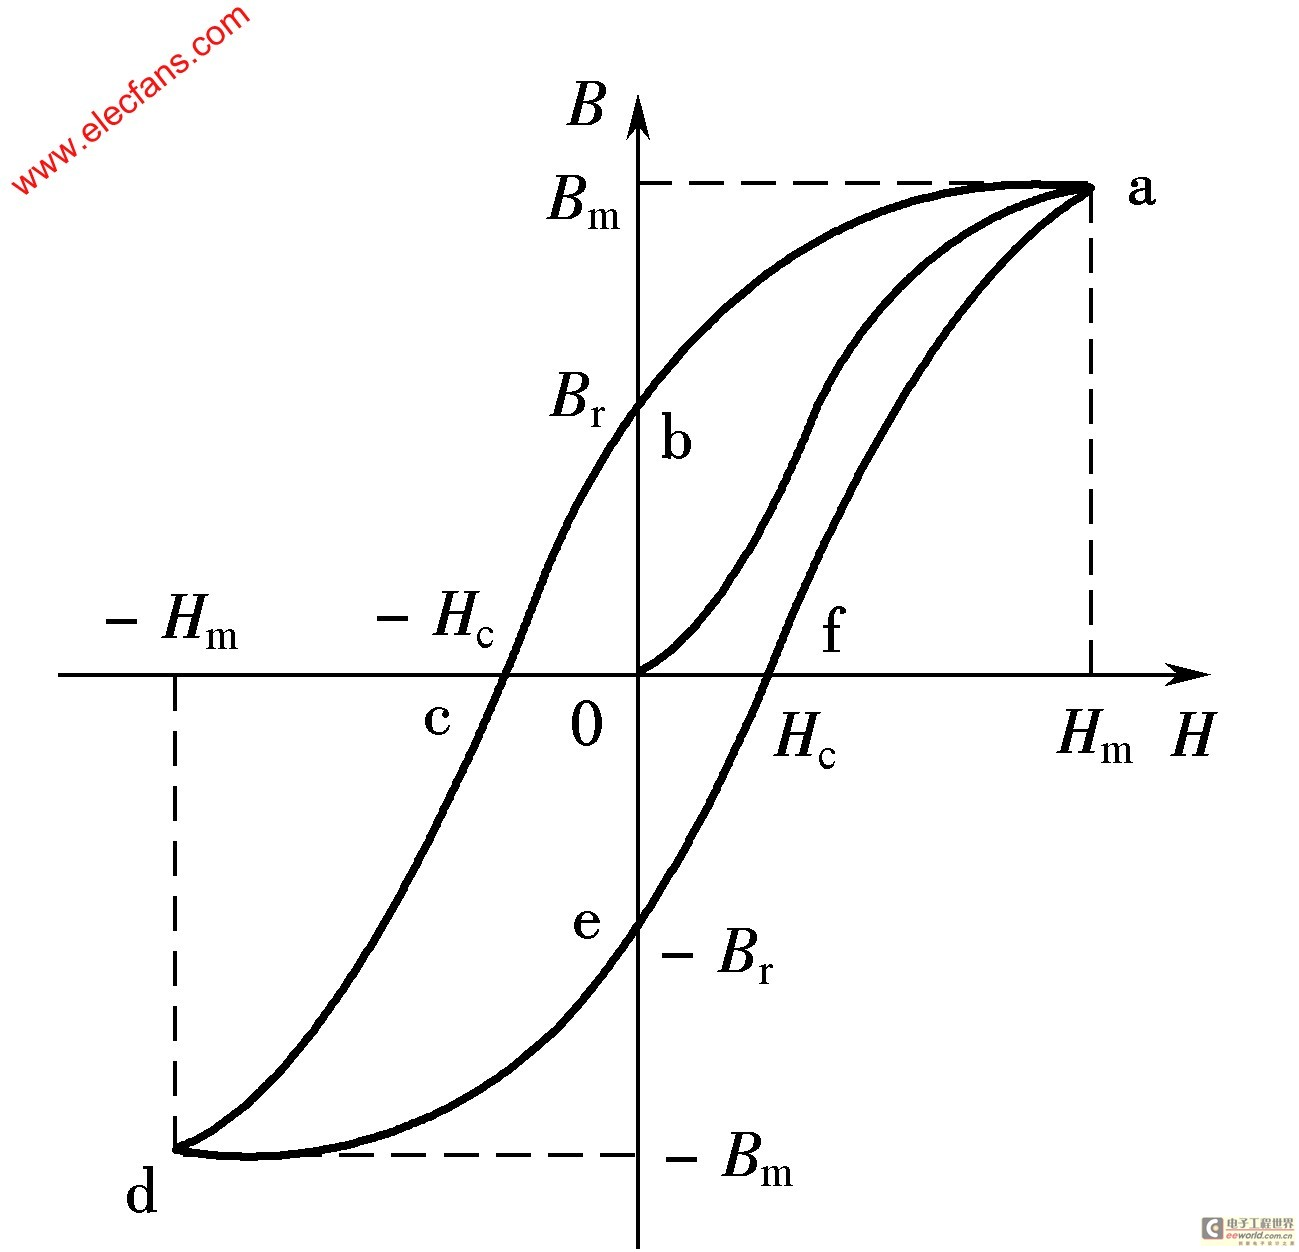 www.elecfans.com
B
Bm
a
Br
b
- Hm
- Hc
f
c
0
Hc
Hm
H
e
- Br
- Bm
d
电子工程世界
eeworld.com.cn